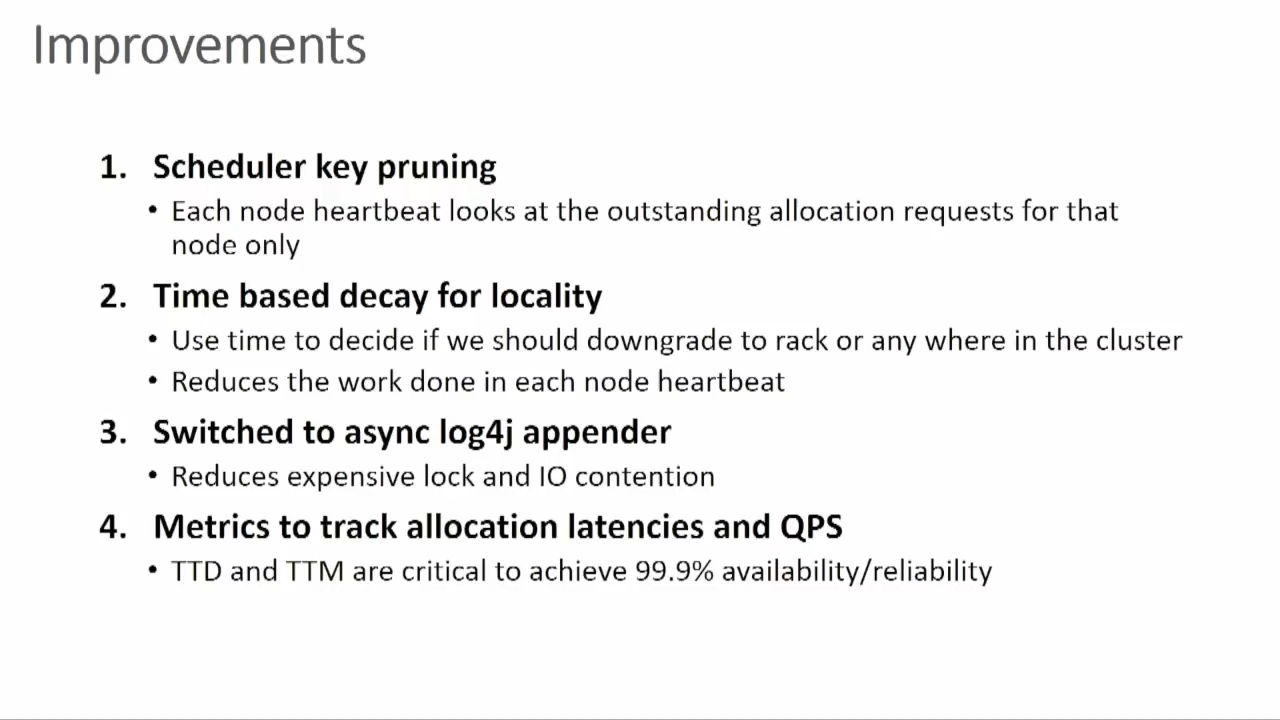 Improvements
1. Scheduler key pruning
• Each node heartbeat looks at the outstanding allocation requests for that
node only
2. Time based decay for locality
• Use time to decide if we should downgrade to rack or any where in the cluster
• Reduces the work done in each node heartbeat
3. Switched to async log4j appender
• Reduces expensive lock and IO contention
4. Metrics to track allocation latencies and QPS
• TTD and TTM are critical to achieve 99.9% availability/reliability